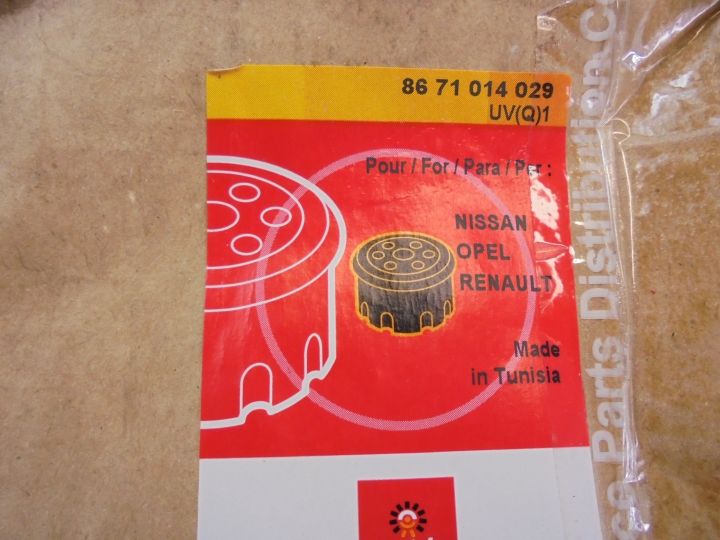 86 71 014 029
UV(Q)1
Pour / For / Para / Per :
NISSAN
OPEL
RENAULT
Made
in Tunisia
Parts Distribution